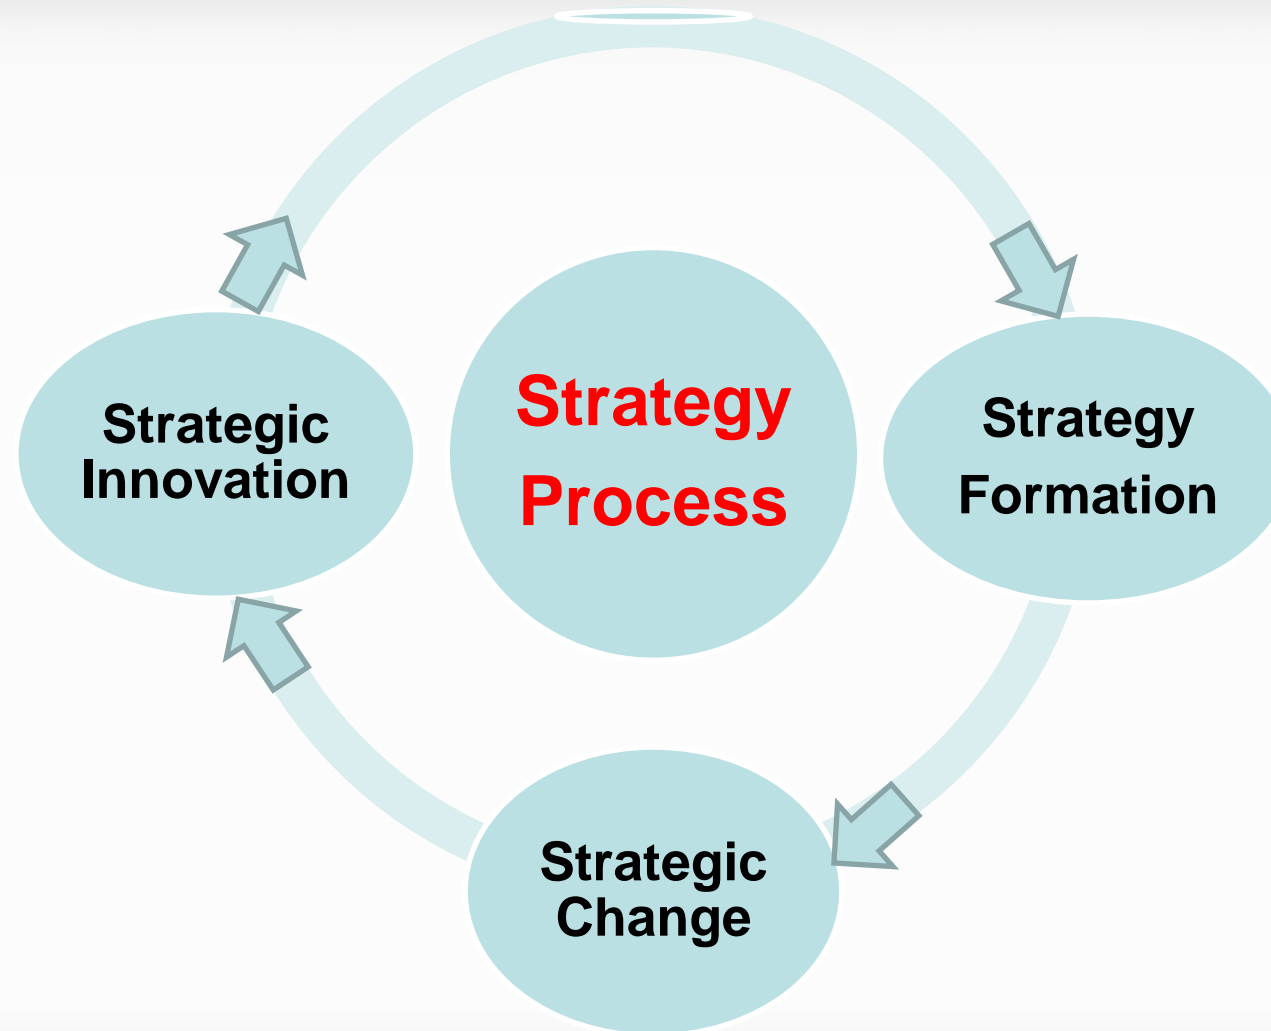 Strategy
Process
Strategy
Formation
Strategic
Change
Strategic
Innovation